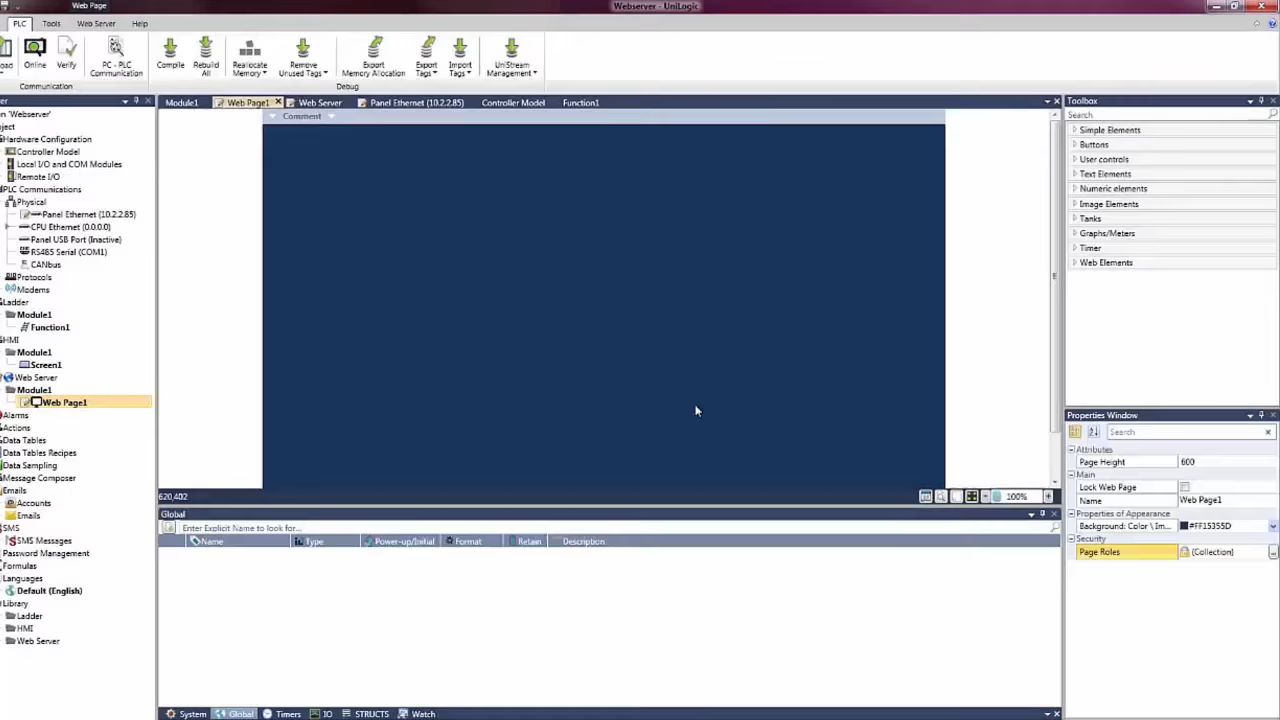 Web Page
Webserver - UniLogic
PLC Tools Web Server Help
Online Verify PC - PLC Communication Compile Rebuild All Reallocate Memory Remove Unused Tags Export Memory Allocation Export Tags Import Tags UniStream Management
Communication Debug
Module1 Web Page1 Web Server Panel Ethernet (10.2.2.85) Controller Model Function1
Comment
'Webserver'
Hardware Configuration
Controller Model
Local I/O and COM Modules
Remote I/O
PLC Communications
Physical
Panel Ethernet (10.2.2.85)
CPU Ethernet (0.0.0.0)
Panel USB Port (Inactive)
RS485 Serial (COM1)
CANbus
Protocols
Modems
Ladder
Module1
Function1
HMI
Module1
Screen1
Web Server
Module1
Web Page1
Alarms
Actions
Data Tables
Data Tables Recipes
Data Sampling
Message Composer
Emails
Accounts
Emails
SMS
SMS Messages
Password Management
Formulas
Languages
Default (English)
Library
Ladder
HMI
Web Server
620,402
100%
Global
Enter Explicit Name to look for...
Name Type Power-up/Initial Format Retain Description
System Global Timers IO STRUCTS Watch
Toolbox
Search
Simple Elements
Buttons
User controls
Text Elements
Numeric elements
Image Elements
Tanks
Graphs/Meters
Timer
Web Elements
Properties Window
Search
Attributes
Page Height 600
Main
Lock Web Page
Name Web Page1
Properties of Appearance
Background: Color \ Im... #FF15355D
Security
Page Roles (Collection)